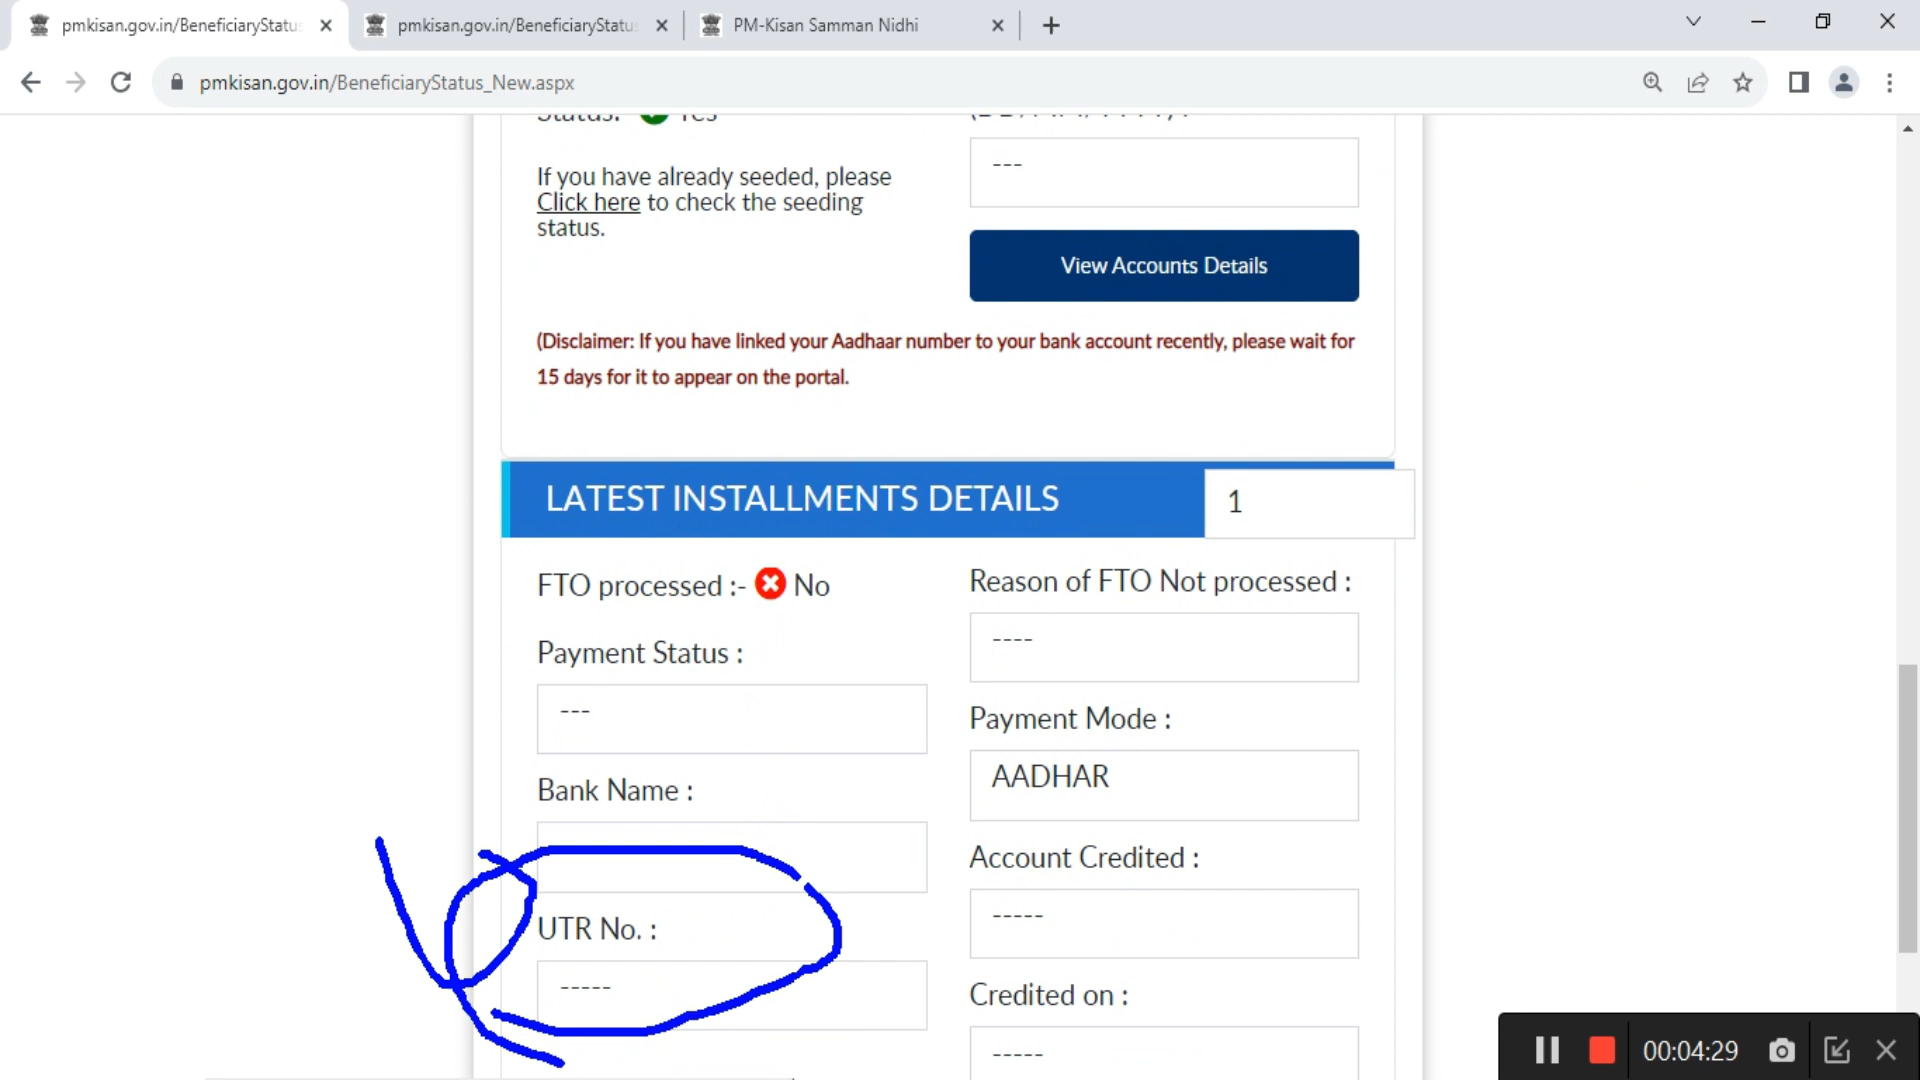 pmkisan.gov.in/BeneficiaryStatu
pmkisan.gov.in/BeneficiaryStatu
PM-Kisan Samman Nidhi
pmkisan.gov.in/BeneficiaryStatus_New.aspx
Status: Yes
If you have already seeded, please
Click here to check the seeding
status.
---
View Accounts Details
(Disclaimer: If you have linked your Aadhaar number to your bank account recently, please wait for
15 days for it to appear on the portal.
LATEST INSTALLMENTS DETAILS
1
FTO processed :- No
Reason of FTO Not processed :
----
Payment Status :
---
Payment Mode :
AADHAR
Bank Name :
Account Credited :
-----
UTR No. :
-----
Credited on :
-----
00:04:29